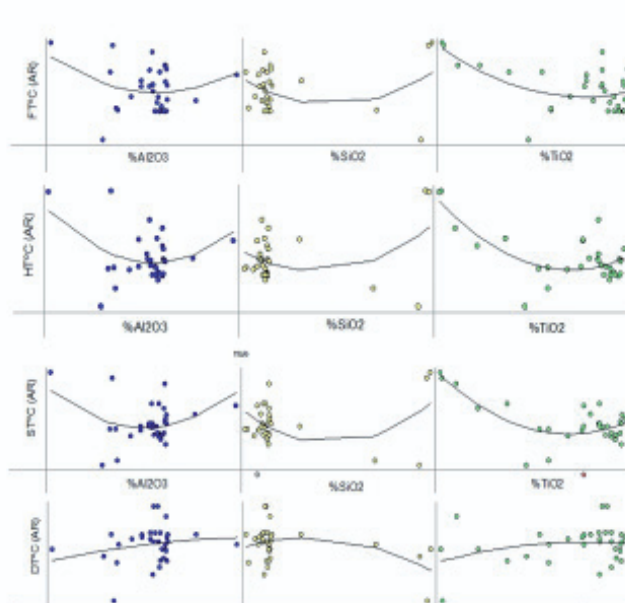 FT°C (AR)
%Al2O3 %SiO2 %TiO2
HT°C (AR)
%Al2O3 %SiO2 %TiO2
ST°C (AR)
%Al2O3 %SiO2 %TiO2
DT°C (AR)